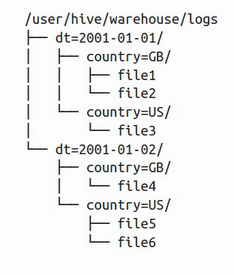 /user/hive/warehouse/logs
├── dt=2001-01-01/
│   ├── country=GB/
│   │   ├── file1
│   │   └── file2
│   └── country=US/
│       └── file3
└── dt=2001-01-02/
    ├── country=GB/
    │   └── file4
    └── country=US/
        ├── file5
        └── file6